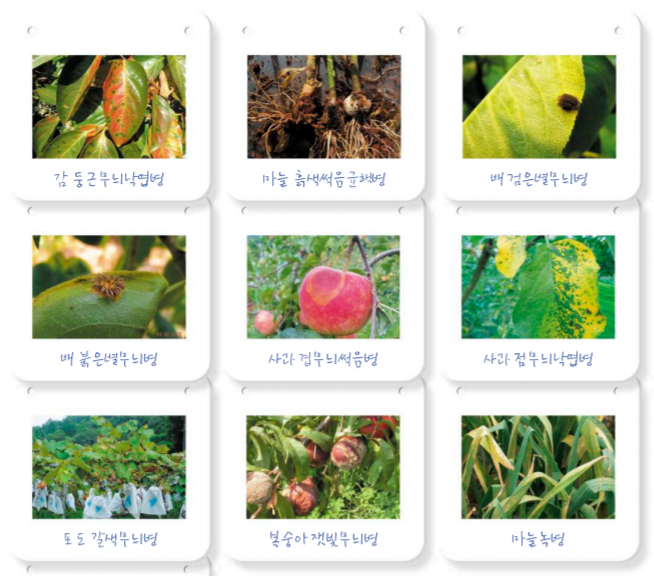 감 둥근무늬낙엽병
마늘 흑색썩음균핵병
배 검은별무늬병
배 붉은별무늬병
사과 겹무늬썩음병
사과 점무늬낙엽병
포도 갈색무늬병
복숭아 잿빛무늬병
마늘녹병